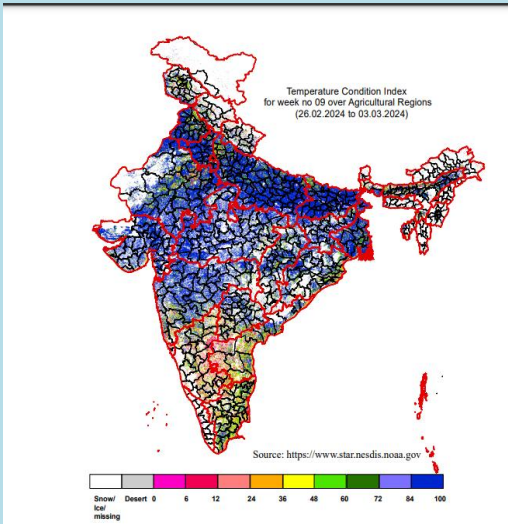 Temperature Condition Index
for week no 09 over Agricultural Regions
(26.02.2024 to 03.03.2024)
Source: https://www.star.nesdis.noaa.gov
Snow/ Desert 0 6 12 24 36 48 60 72 84 100
Ice/
missing